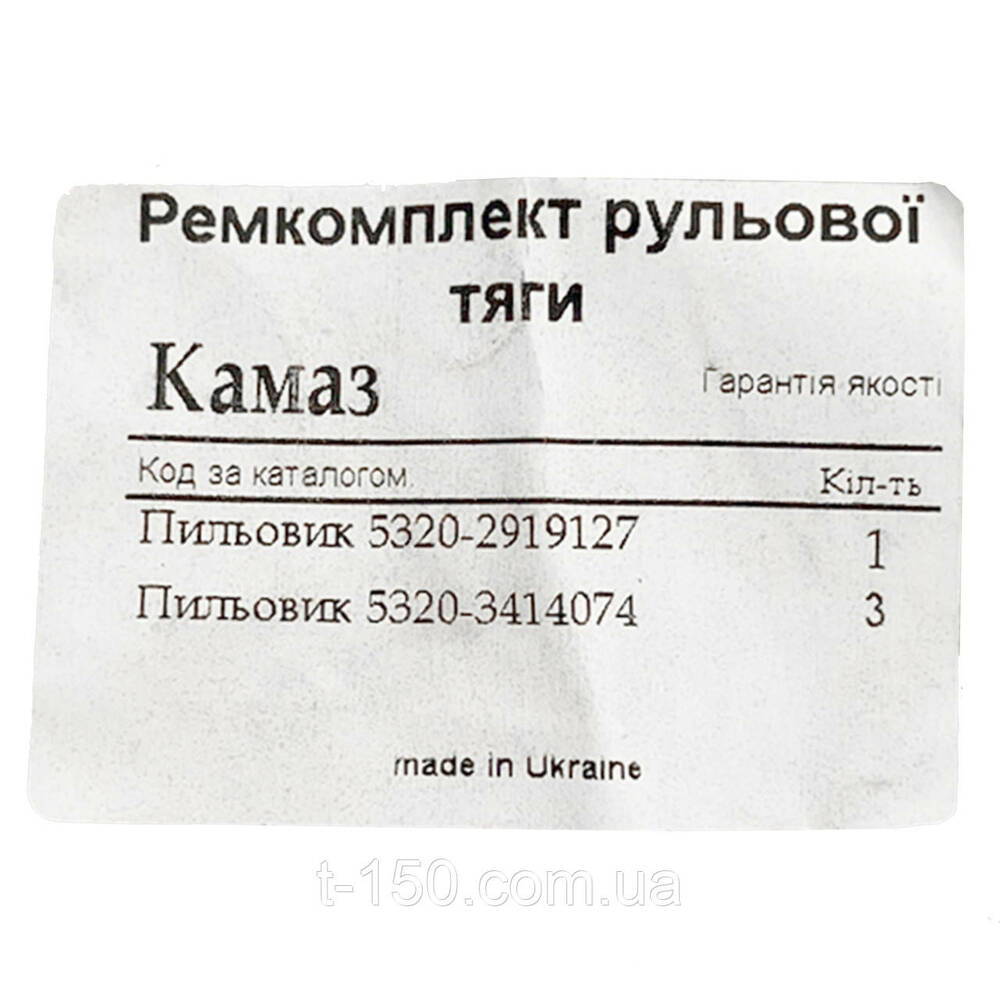 Ремкомплект рульової
тяги
Камаз
Гарантія якості
Код за каталогом.
Кіл-ть
Пильовик 5320-2919127 1
Пильовик 5320-3414074 3
made in Ukraine
t-150.com.ua